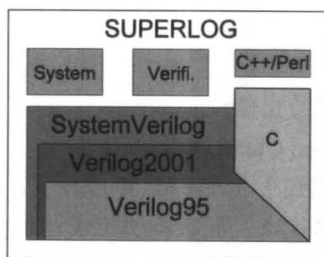 SUPERLOG
System
Verifi.
C++/Perl
SystemVerilog
C
Verilog2001
Verilog95